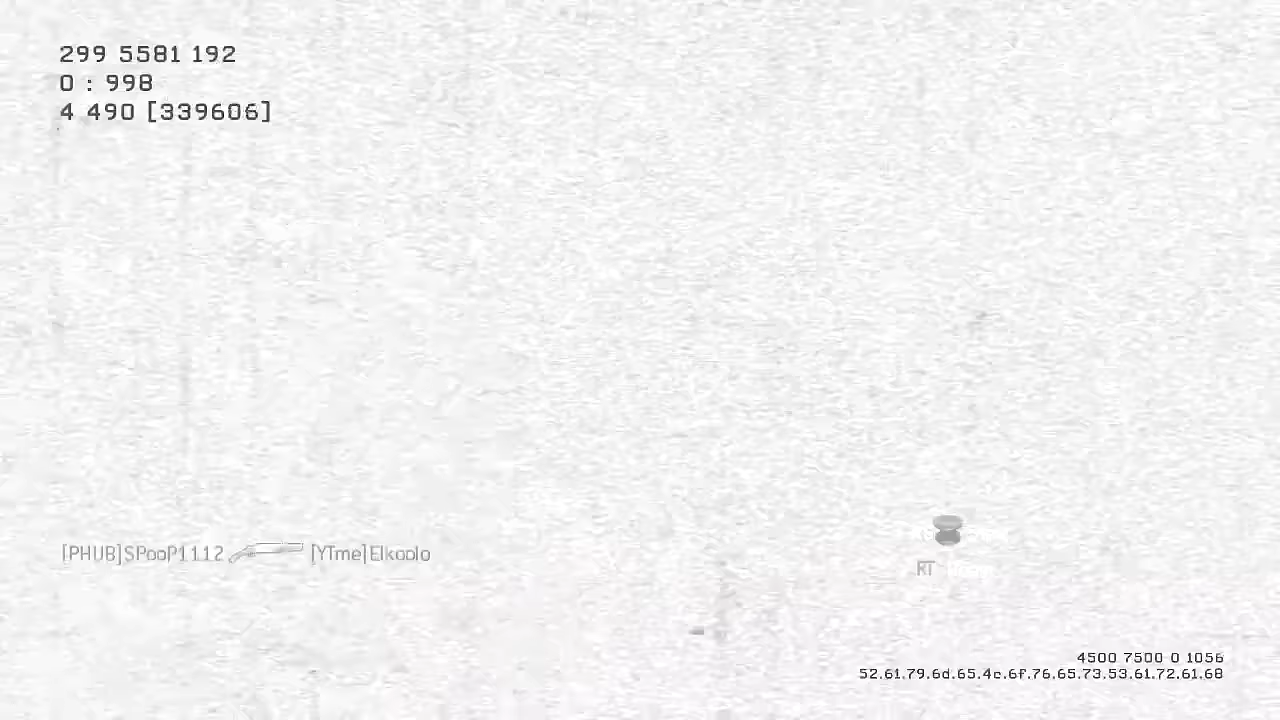 299 5581 192
0 : 998
4 490 [339606]
[PHUB]SPooP1112 [YTme]Elkoolo
RT
4500 7500 0 1056
52.61.79.6d.65.4c.6f.76.65.73.53.61.72.61.68